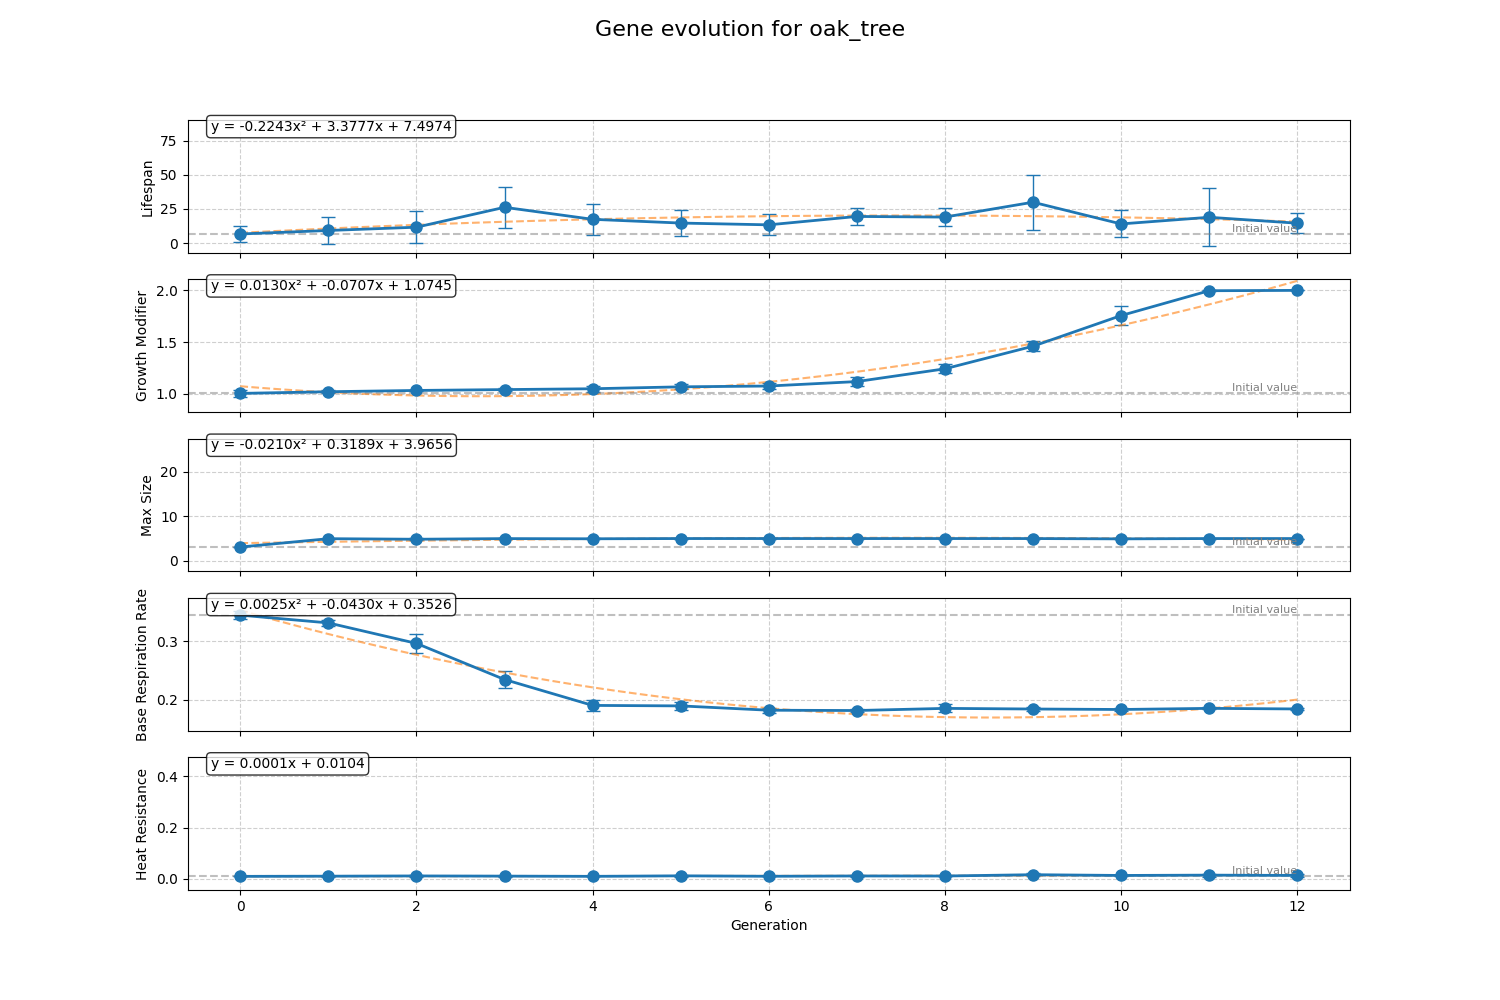 Gene evolution for oak_tree
y = -0.2243x² + 3.3777x + 7.4974
75
50
25
0
Lifespan
Initial value
y = 0.0130x² + -0.0707x + 1.0745
2.0
1.5
1.0
Growth Modifier
Initial value
y = -0.0210x² + 0.3189x + 3.9656
20
10
0
Max Size
Initial value
y = 0.0025x² + -0.0430x + 0.3526
0.3
0.2
Base Respiration Rate
Initial value
y = 0.0001x + 0.0104
0.4
0.2
0.0
Heat Resistance
Initial value
0 2 4 6 8 10 12
Generation